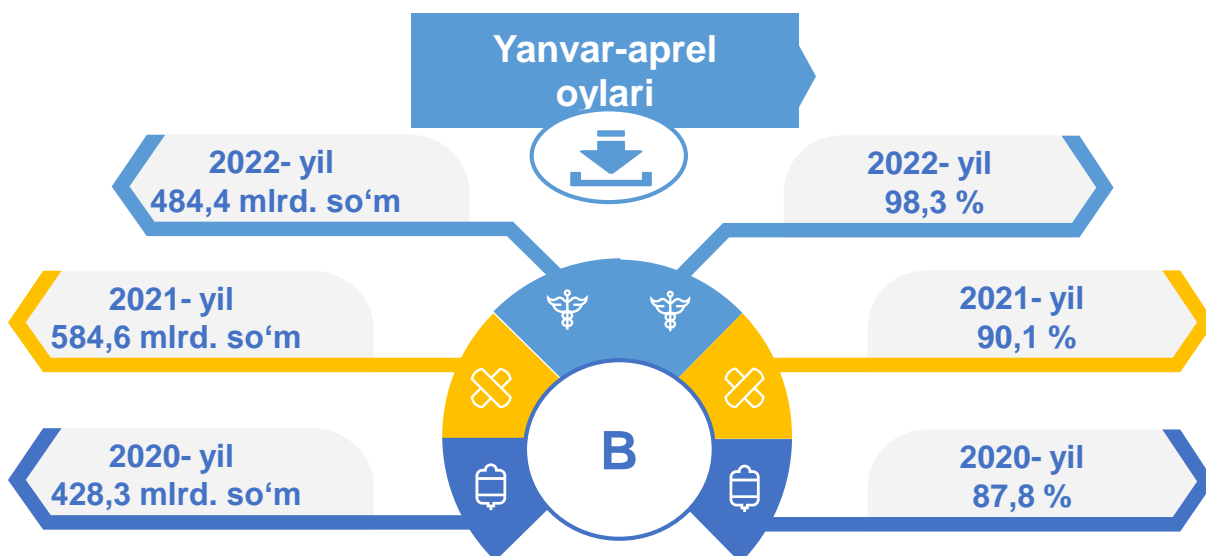 Yanvar-aprel
oylari
2022- yil
484,4 mlrd. so‘m
2022- yil
98,3 %
2021- yil
584,6 mlrd. so‘m
2021- yil
90,1 %
2020- yil
428,3 mlrd. so‘m
2020- yil
87,8 %
B